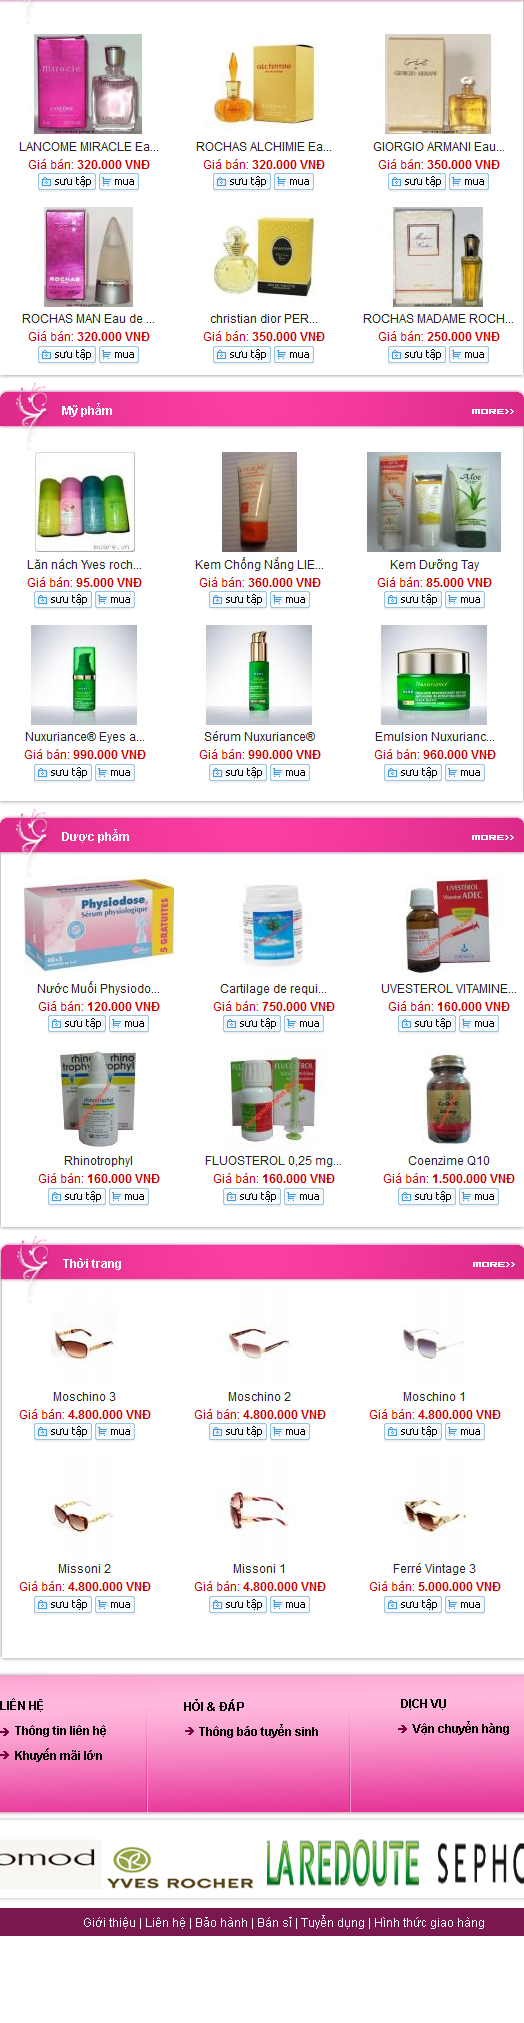 LANCOME MIRACLE Ea... ROCHAS ALCHIMIE Ea... GIORGIO ARMANI Eau...
Giá bán: 320.000 VNĐ Giá bán: 320.000 VNĐ Giá bán: 350.000 VNĐ
sưu tập mua sưu tập mua sưu tập mua
ROCHAS MAN Eau de ... christian dior PER... ROCHAS MADAME ROCH...
Giá bán: 320.000 VNĐ Giá bán: 350.000 VNĐ Giá bán: 250.000 VNĐ
sưu tập mua sưu tập mua sưu tập mua
Mỹ phẩm MORE>>
Lăn nách Yves roch... Kem Chống Nắng LIE... Kem Dưỡng Tay
Giá bán: 95.000 VNĐ Giá bán: 360.000 VNĐ Giá bán: 85.000 VNĐ
sưu tập mua sưu tập mua sưu tập mua
Nuxuriance® Eyes a... Sérum Nuxuriance® Emulsion Nuxurianc...
Giá bán: 990.000 VNĐ Giá bán: 990.000 VNĐ Giá bán: 960.000 VNĐ
sưu tập mua sưu tập mua sưu tập mua
Dược phẩm MORE>>
Physiodose
Sérum physiologique
5 GRATUITES
Nước Muối Physiodo... Cartilage de requi... UVESTEROL VITAMINE...
Giá bán: 120.000 VNĐ Giá bán: 750.000 VNĐ Giá bán: 160.000 VNĐ
sưu tập mua sưu tập mua sưu tập mua
Rhinotrophyl FLUOSTEROL 0,25 mg... Coenzime Q10
Giá bán: 160.000 VNĐ Giá bán: 160.000 VNĐ Giá bán: 1.500.000 VNĐ
sưu tập mua sưu tập mua sưu tập mua
Thời trang MORE>>
Moschino 3 Moschino 2 Moschino 1
Giá bán: 4.800.000 VNĐ Giá bán: 4.800.000 VNĐ Giá bán: 4.800.000 VNĐ
sưu tập mua sưu tập mua sưu tập mua
Missoni 2 Missoni 1 Ferré Vintage 3
Giá bán: 4.800.000 VNĐ Giá bán: 4.800.000 VNĐ Giá bán: 5.000.000 VNĐ
sưu tập mua sưu tập mua sưu tập mua
LIÊN HỆ HỎI & ĐÁP DỊCH VỤ
Thông tin liên hệ Thông báo tuyển sinh Vận chuyển hàng
Khuyến mãi lớn
omod YVES ROCHER LA REDOUTE SEPHO
Giới thiệu | Liên hệ | Bảo hành | Bán sỉ | Tuyển dụng | Hình thức giao hàng